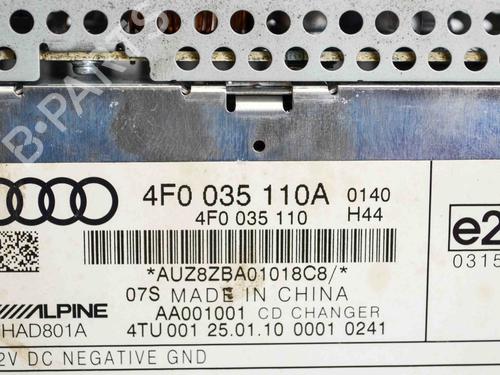 B-PARTS
4F0 035 110A 0140
4F0 035 110 H44
*AUZ8ZBA01018C8/*
07S MADE IN CHINA
ALPINE
AA001001 CD CHANGER
HAD801A
4TU 001 25.01.10 0001 0241
2V DC NEGATIVE GND
e2
0315